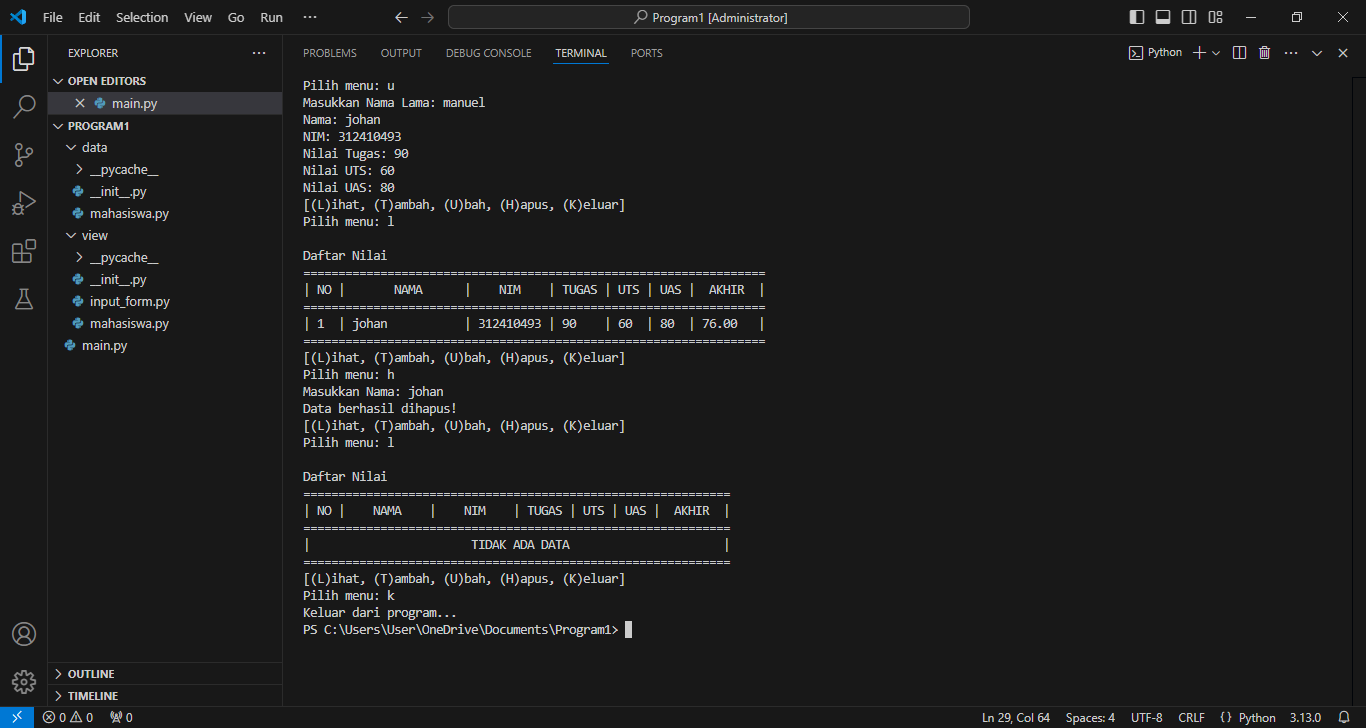 File Edit Selection View Go Run ··· Program1 [Administrator]
EXPLORER ···
OPEN EDITORS
main.py
PROGRAM1
data
__pycache__
__init__.py
mahasiswa.py
view
__pycache__
__init__.py
input_form.py
mahasiswa.py
main.py
OUTLINE
TIMELINE
PROBLEMS OUTPUT DEBUG CONSOLE TERMINAL PORTS Python ···
Pilih menu: u
Masukkan Nama Lama: manuel
Nama: johan
NIM: 312410493
Nilai Tugas: 90
Nilai UTS: 60
Nilai UAS: 80
[(L)ihat, (T)ambah, (U)bah, (H)apus, (K)eluar]
Pilih menu: l
Daftar Nilai
==================================================================
| NO |       NAMA      |    NIM    | TUGAS | UTS | UAS |  AKHIR  |
==================================================================
| 1  | johan           | 312410493 | 90    | 60  | 80  | 76.00   |
==================================================================
[(L)ihat, (T)ambah, (U)bah, (H)apus, (K)eluar]
Pilih menu: h
Masukkan Nama: johan
Data berhasil dihapus!
[(L)ihat, (T)ambah, (U)bah, (H)apus, (K)eluar]
Pilih menu: l
Daftar Nilai
=============================================================
| NO |    NAMA    |    NIM    | TUGAS | UTS | UAS |  AKHIR  |
=============================================================
|                       TIDAK ADA DATA                      |
=============================================================
[(L)ihat, (T)ambah, (U)bah, (H)apus, (K)eluar]
Pilih menu: k
Keluar dari program...
PS C:\Users\User\OneDrive\Documents\Program1>
0 0 0 Ln 29, Col 64 Spaces: 4 UTF-8 CRLF {} Python 3.13.0